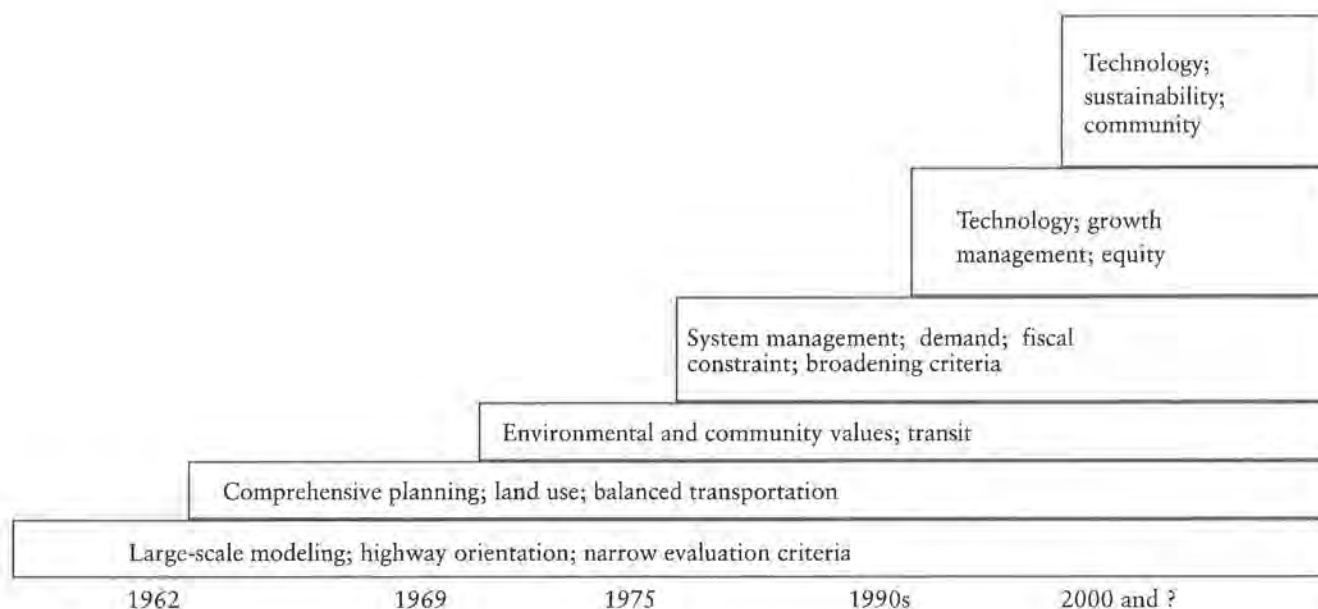 Technology;
sustainability;
community
Technology; growth
management; equity
System management; demand; fiscal
constraint; broadening criteria
Environmental and community values; transit
Comprehensive planning; land use; balanced transportation
Large-scale modeling; highway orientation; narrow evaluation criteria
1962 1969 1975 1990s 2000 and ?